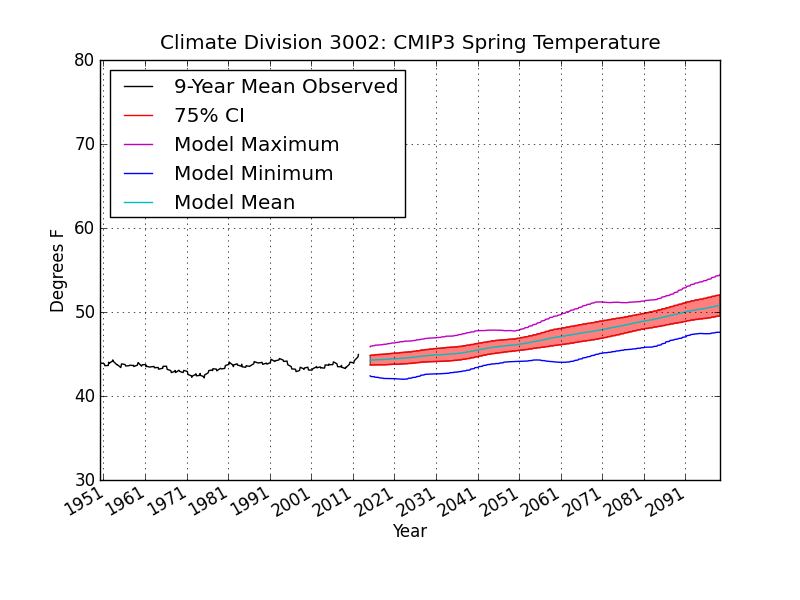 Climate Division 3002: CMIP3 Spring Temperature
80
70
60
50
40
30
Degrees F
9-Year Mean Observed
75% CI
Model Maximum
Model Minimum
Model Mean
1951
1961
1971
1981
1991
2001
2011
2021
2031
2041
2051
2061
2071
2081
2091
Year